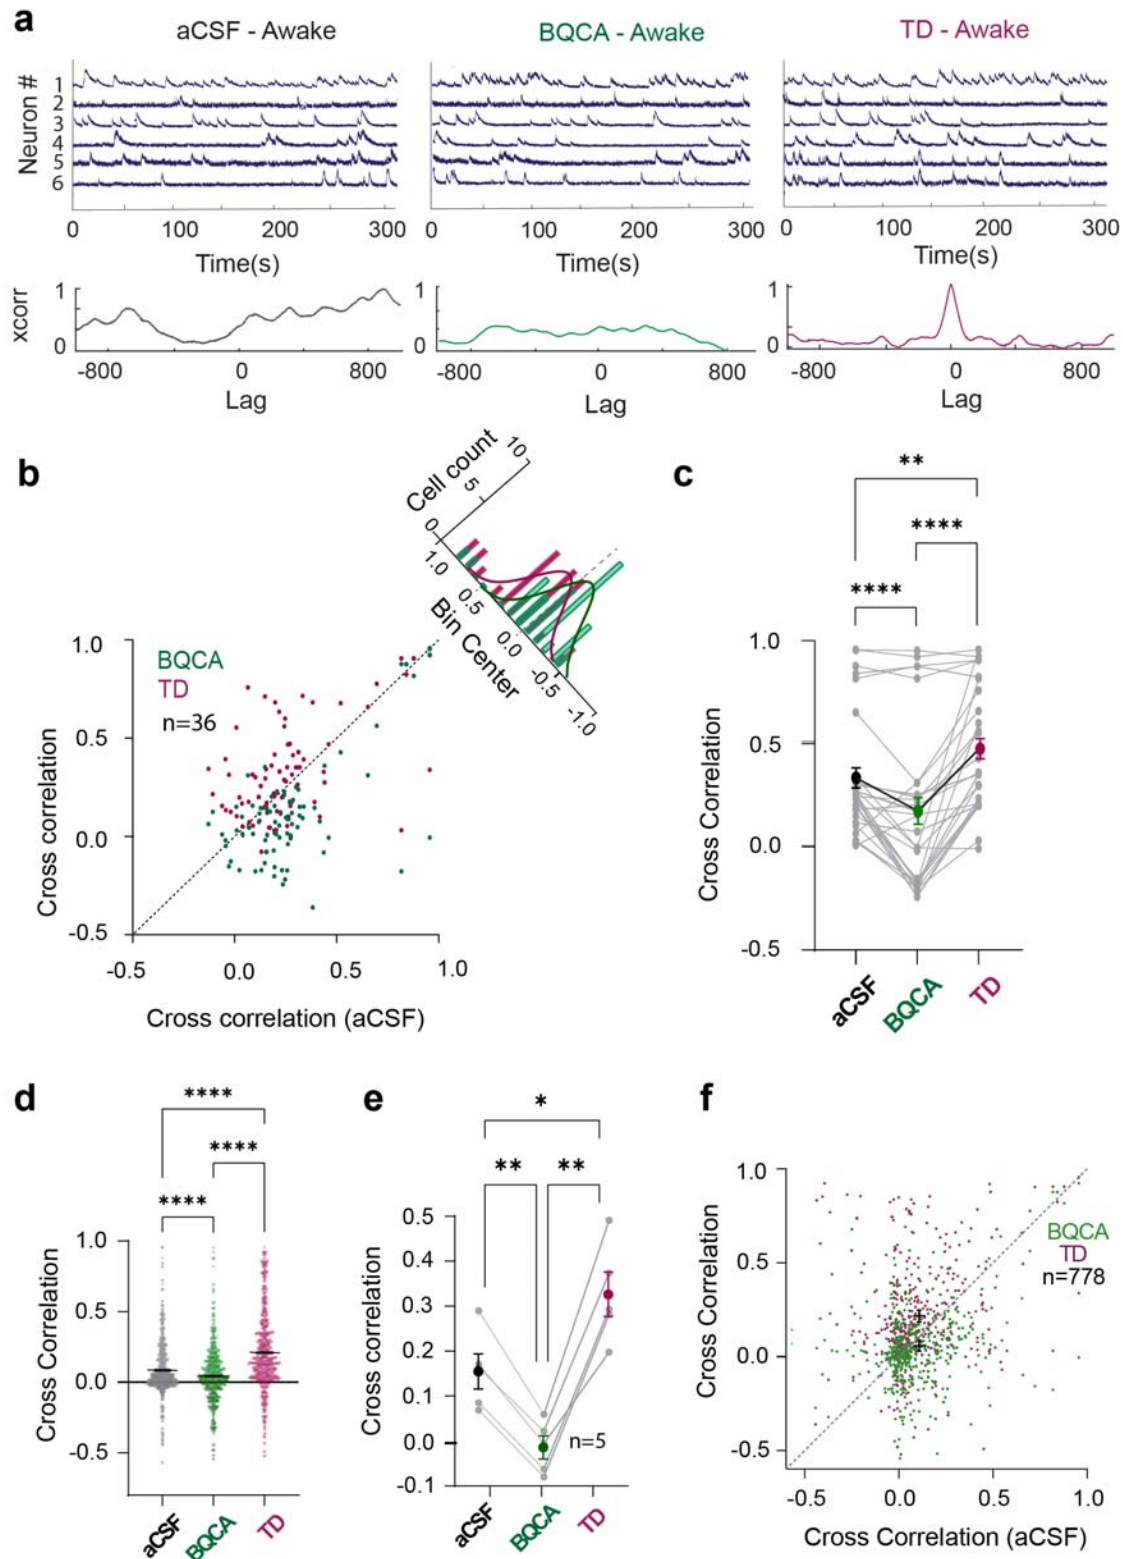 a
aCSF - Awake
BQCA - Awake
TD - Awake
Neuron #
1
2
3
4
5
6
0 100 200 300
0 100 200 300
0 100 200 300
Time(s)
Time(s)
Time(s)
xcorr
1
0
1
0
1
0
-800 0 800
-800 0 800
-800 0 800
Lag
Lag
Lag
b
Cell count
0 5 10
1.0 0.5 0.0 -0.5 -1.0
Bin Center
BQCA
TD
n=36
Cross correlation
1.0
0.5
0.0
-0.5
-0.5 0.0 0.5 1.0
Cross correlation (aCSF)
c
**
****
****
Cross Correlation
1.0
0.5
0.0
-0.5
aCSF BQCA TD
d
****
****
****
Cross Correlation
1.0
0.5
0.0
-0.5
aCSF BQCA TD
e
*
** **
Cross correlation
0.5
0.4
0.3
0.2
0.1
0.0
-0.1
n=5
aCSF BQCA TD
f
Cross Correlation
1.0
0.5
0.0
-0.5
BQCA
TD
n=778
-0.5 0.0 0.5 1.0
Cross Correlation (aCSF)